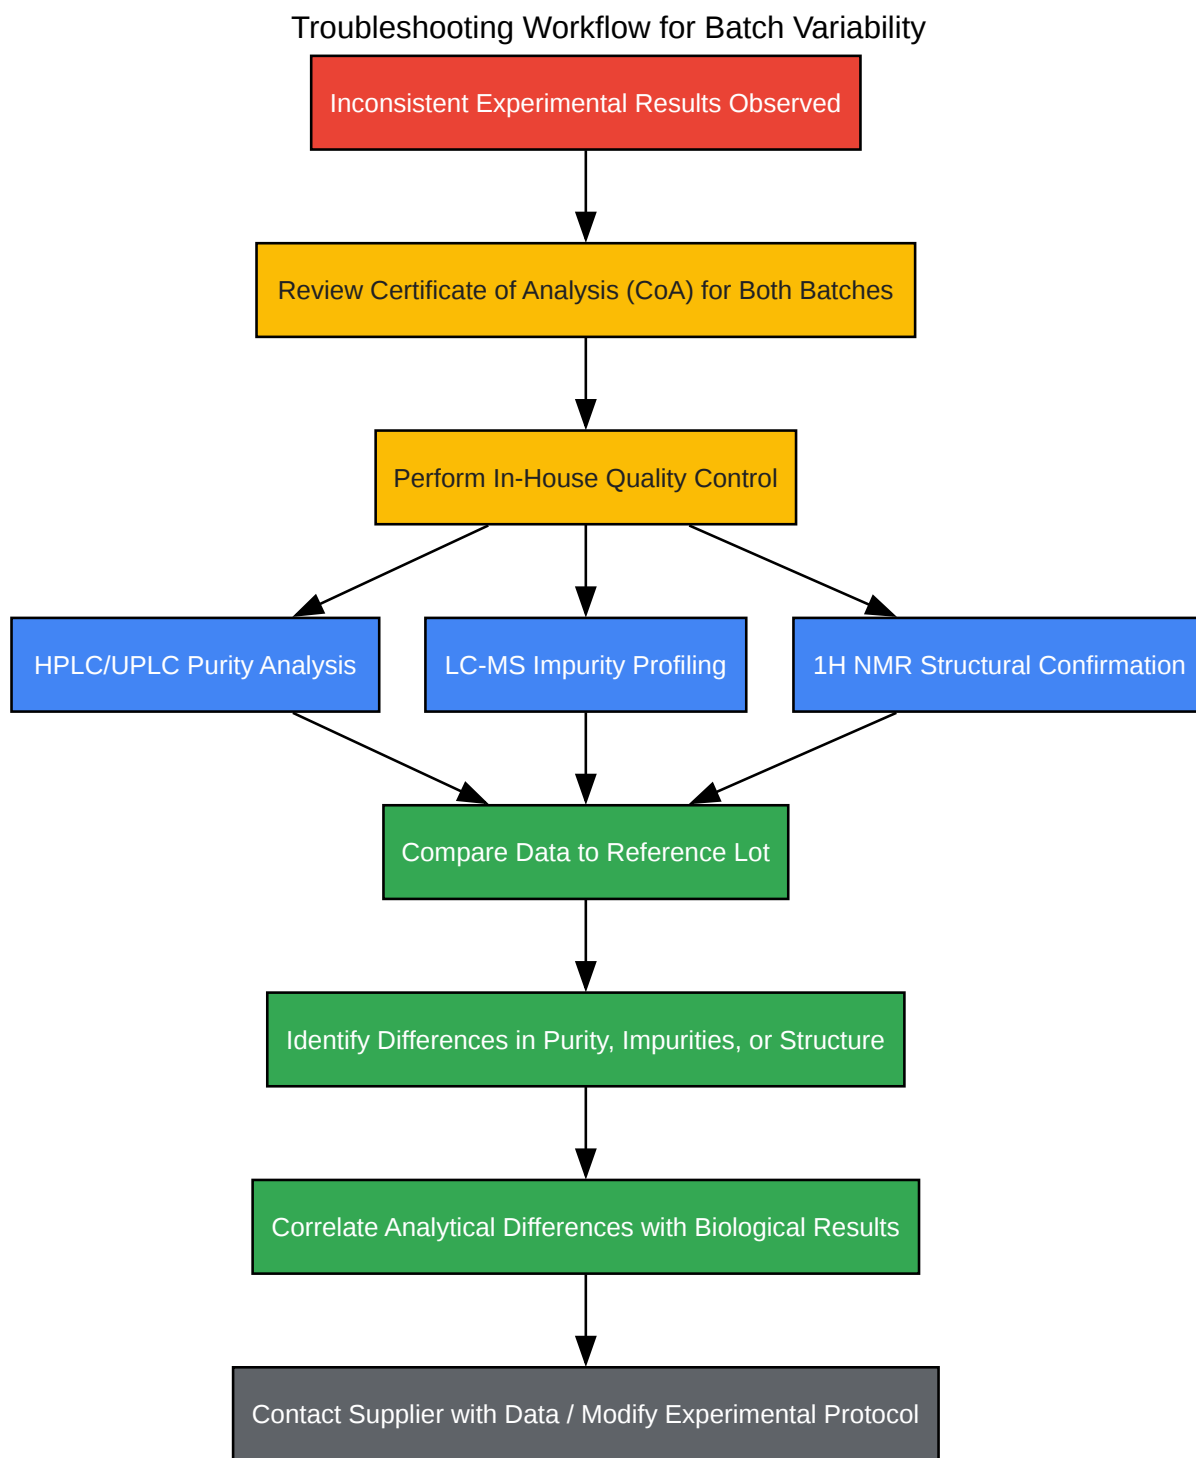 Troubleshooting Workflow for Batch Variability
Inconsistent Experimental Results Observed
Review Certificate of Analysis (CoA) for Both Batches
Perform In-House Quality Control
HPLC/UPLC Purity Analysis
LC-MS Impurity Profiling
1H NMR Structural Confirmation
Compare Data to Reference Lot
Identify Differences in Purity, Impurities, or Structure
Correlate Analytical Differences with Biological Results
Contact Supplier with Data / Modify Experimental Protocol